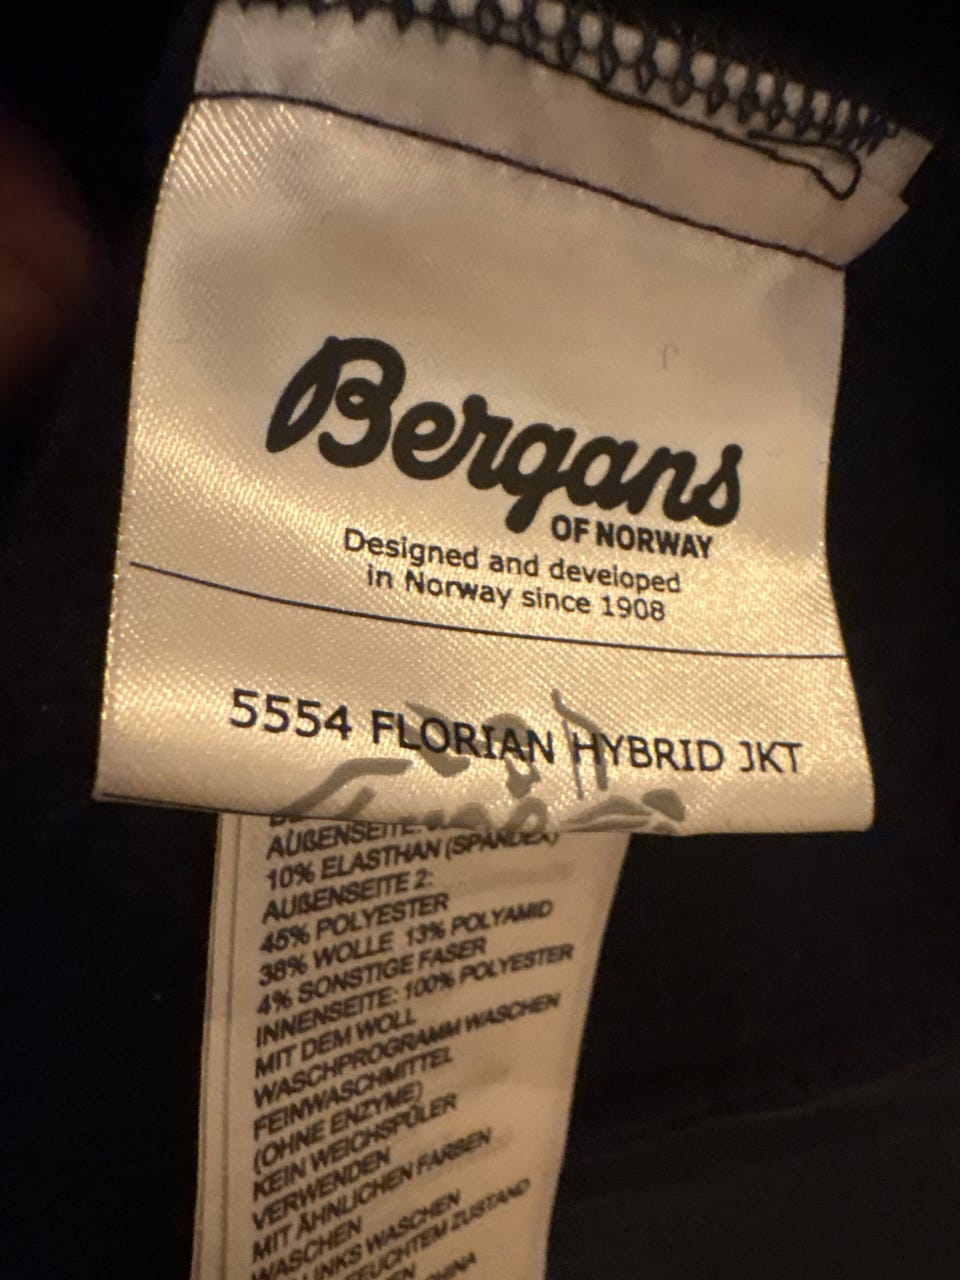 Bergans
OF NORWAY
Designed and developed
in Norway since 1908
5554 FLORIAN HYBRID JKT
AUßENSEITE:
10% ELASTHAN (SPANDEX)
AUßENSEITE 2:
45% POLYESTER
38% WOLLE 13% POLYAMID
4% SONSTIGE FASER
INNENSEITE: 100% POLYESTER
MIT DEM WOLL
WASCHPROGRAMM WASCHEN
FEINWASCHMITTEL
(OHNE ENZYME)
KEIN WEICHSPÜLER
VERWENDEN
MIT ÄHNLICHEN FARBEN
WASCHEN
LINKS WASCHEN
FEUCHTEM ZUSTAND